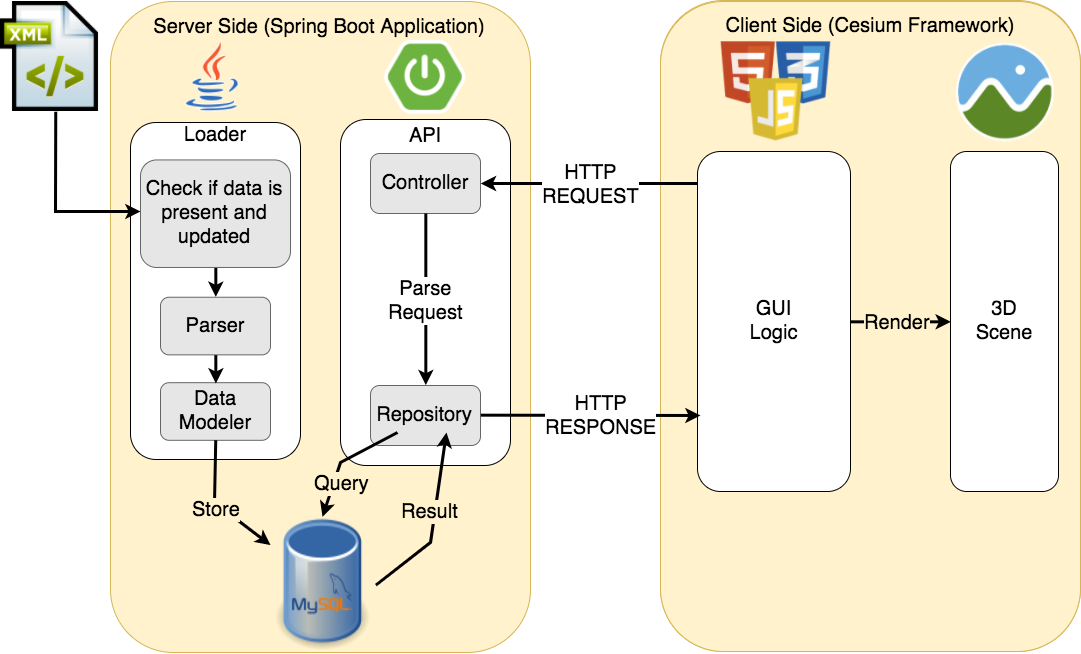 XML
</>
Server Side (Spring Boot Application)
Loader
Check if data is
present and
updated
Parser
Data
Modeler
Store
API
Controller
Parse
Request
Repository
Query
Result
MySQL
HTTP
REQUEST
HTTP
RESPONSE
Client Side (Cesium Framework)
5
3
JS
GUI
Logic
Render
3D
Scene